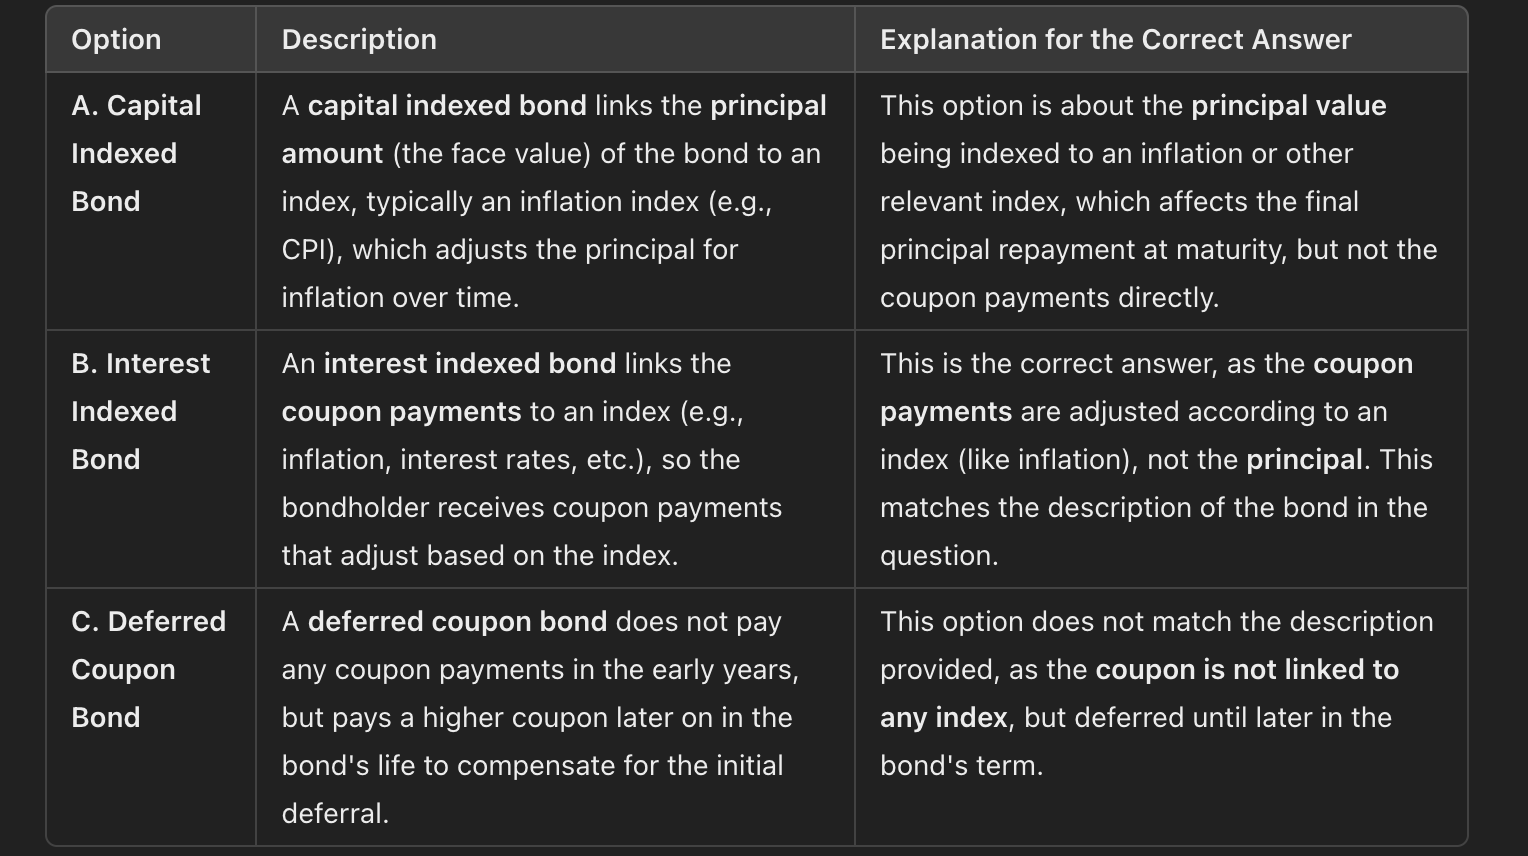 Option
Description
Explanation for the Correct Answer
A. Capital
Indexed
Bond
A capital indexed bond links the principal
amount (the face value) of the bond to an
index, typically an inflation index (e.g.,
CPI), which adjusts the principal for
inflation over time.
This option is about the principal value
being indexed to an inflation or other
relevant index, which affects the final
principal repayment at maturity, but not the
coupon payments directly.
B. Interest
Indexed
Bond
An interest indexed bond links the
coupon payments to an index (e.g.,
inflation, interest rates, etc.), so the
bondholder receives coupon payments
that adjust based on the index.
This is the correct answer, as the coupon
payments are adjusted according to an
index (like inflation), not the principal. This
matches the description of the bond in the
question.
C. Deferred
Coupon
Bond
A deferred coupon bond does not pay
any coupon payments in the early years,
but pays a higher coupon later on in the
bond's life to compensate for the initial
deferral.
This option does not match the description
provided, as the coupon is not linked to
any index, but deferred until later in the
bond's term.